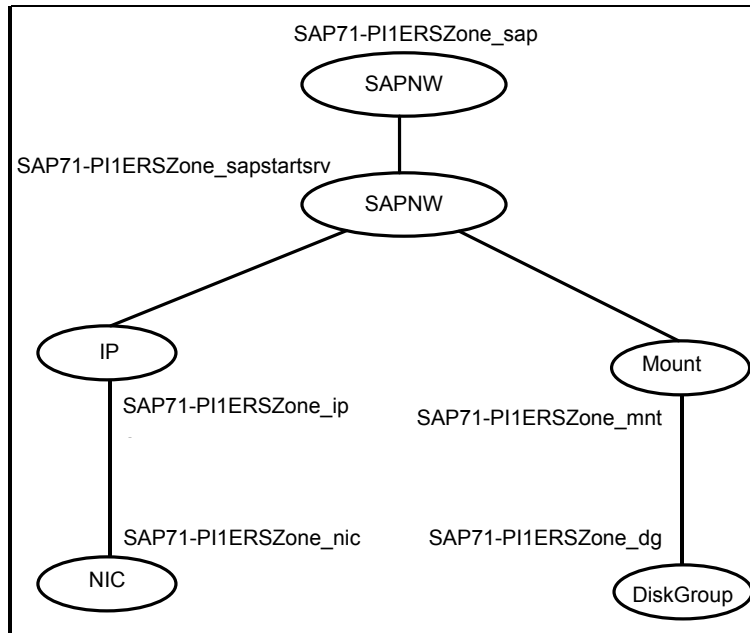 SAP71-PI1ERSZone_sap
SAPNW
SAP71-PI1ERSZone_sapstartsrv
SAPNW
IP
Mount
SAP71-PI1ERSZone_ip
SAP71-PI1ERSZone_mnt
SAP71-PI1ERSZone_nic
SAP71-PI1ERSZone_dg
NIC
DiskGroup